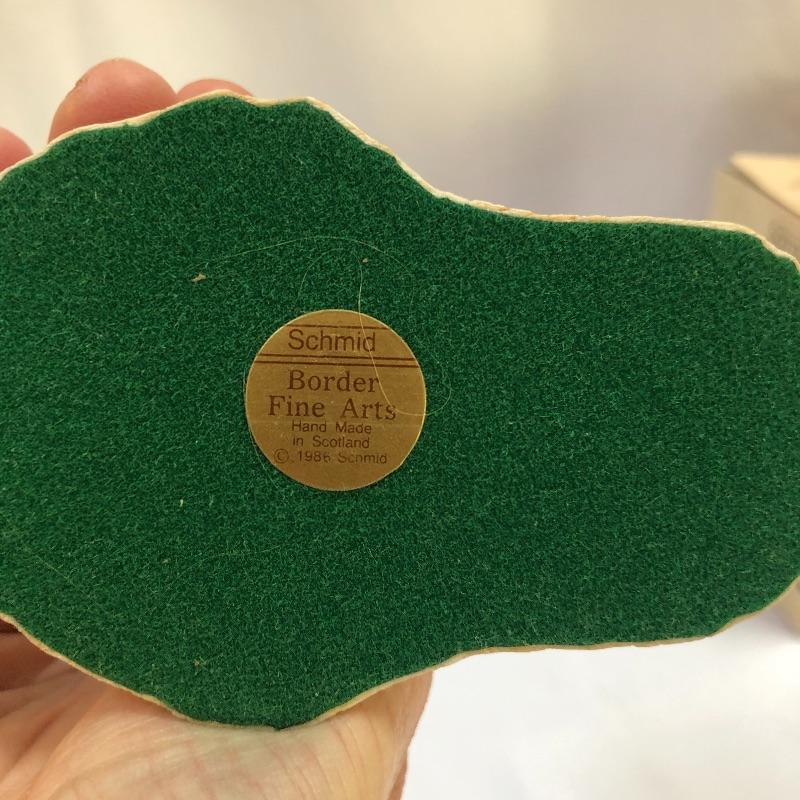 Schmid
Border
Fine Arts
Hand Made
in Scotland
© 1986 Schmid